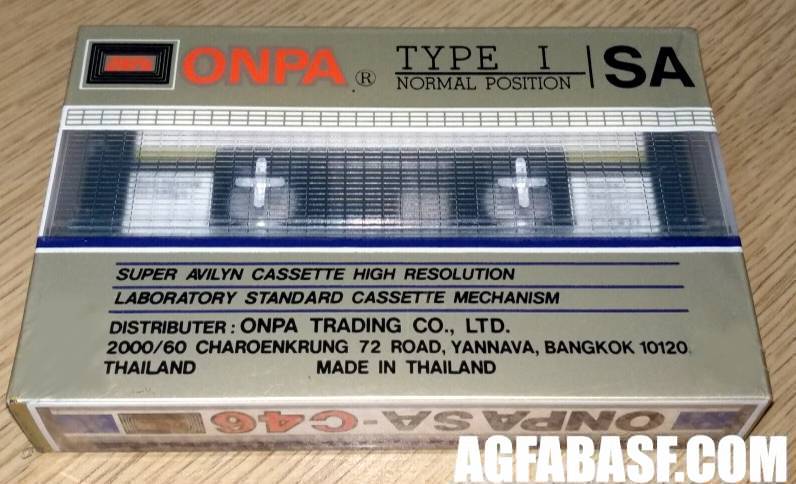 ONPA
ONPA ®
TYPE I
NORMAL POSITION
SA
SUPER AVILYN CASSETTE HIGH RESOLUTION
LABORATORY STANDARD CASSETTE MECHANISM
DISTRIBUTER : ONPA TRADING CO., LTD.
2000/60 CHAROENKRUNG 72 ROAD, YANNAVA, BANGKOK 10120
THAILAND MADE IN THAILAND
ONPA SA-C46
AGFABASF.COM